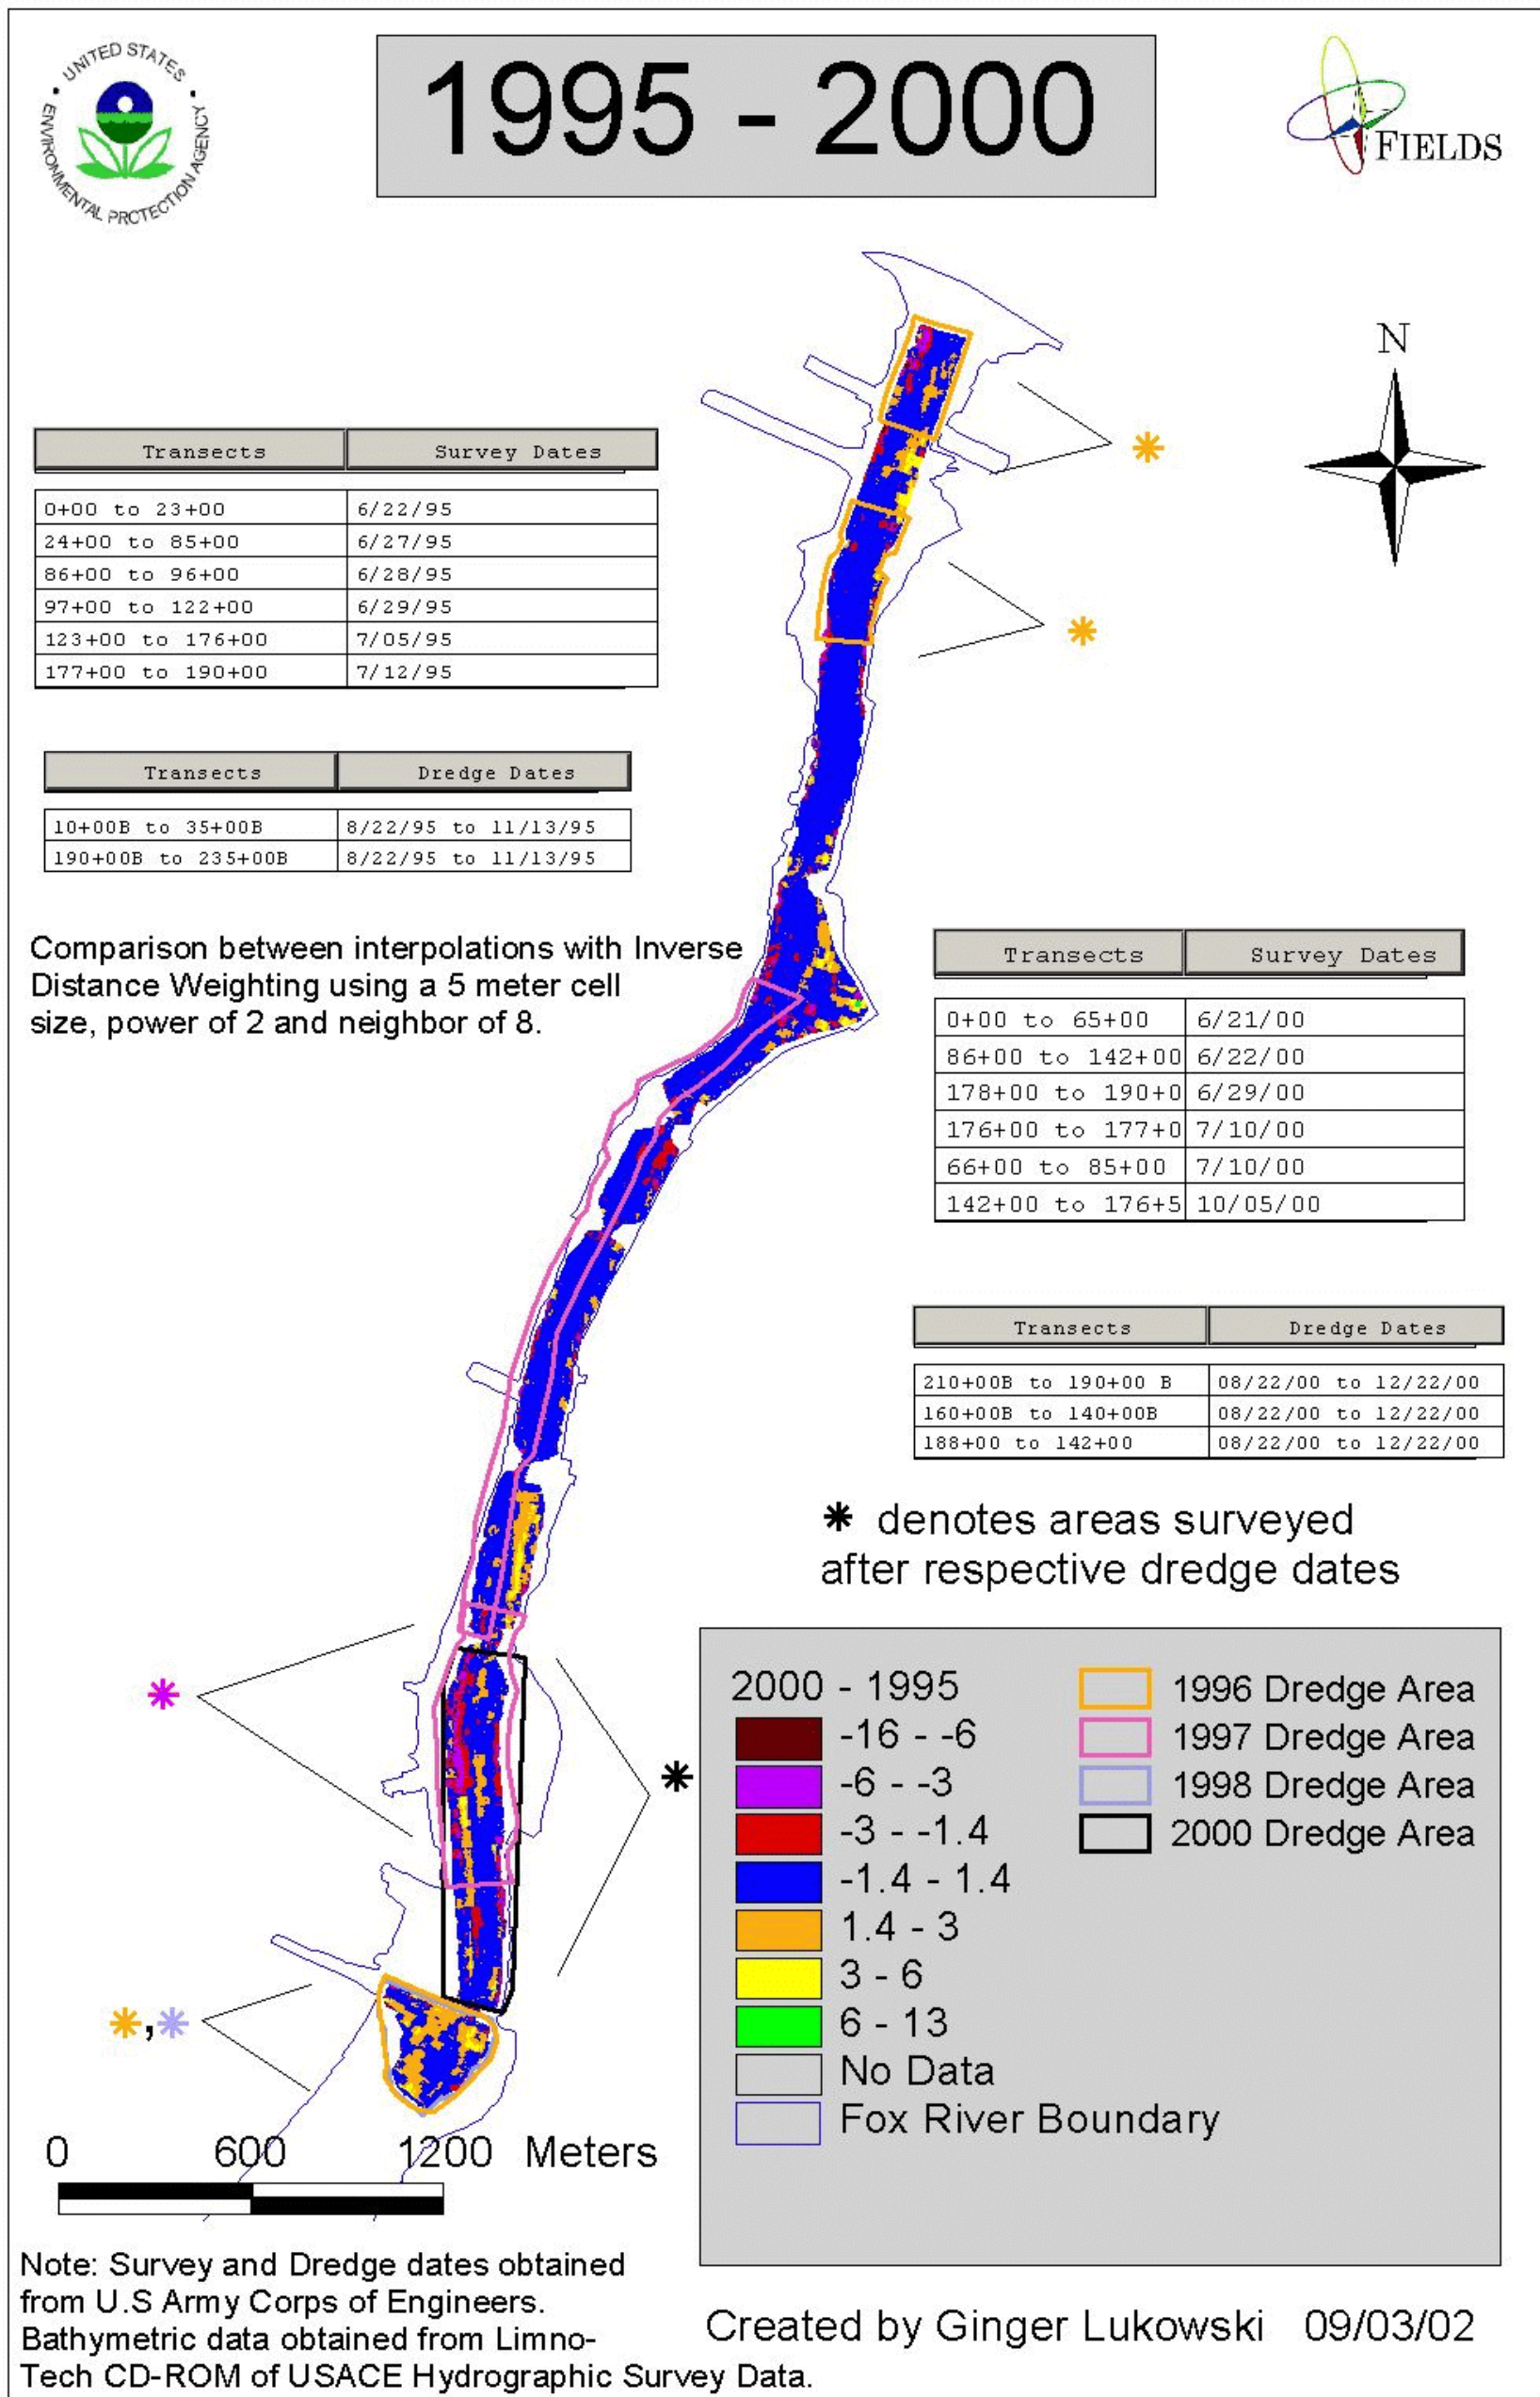 UNITED STATES • ENVIRONMENTAL PROTECTION AGENCY •
1995 - 2000
FIELDS
N
Transects Survey Dates
0+00 to 23+00 6/22/95
24+00 to 85+00 6/27/95
86+00 to 96+00 6/28/95
97+00 to 122+00 6/29/95
123+00 to 176+00 7/05/95
177+00 to 190+00 7/12/95
Transects Dredge Dates
10+00B to 35+00B 8/22/95 to 11/13/95
190+00B to 235+00B 8/22/95 to 11/13/95
Comparison between interpolations with Inverse
Distance Weighting using a 5 meter cell
size, power of 2 and neighbor of 8.
Transects Survey Dates
0+00 to 65+00 6/21/00
86+00 to 142+00 6/22/00
178+00 to 190+0 6/29/00
176+00 to 177+0 7/10/00
66+00 to 85+00 7/10/00
142+00 to 176+5 10/05/00
Transects Dredge Dates
210+00B to 190+00 B 08/22/00 to 12/22/00
160+00B to 140+00B 08/22/00 to 12/22/00
188+00 to 142+00 08/22/00 to 12/22/00
* denotes areas surveyed
after respective dredge dates
*
*
*
*
*,*
2000 - 1995
-16 - -6
-6 - -3
-3 - -1.4
-1.4 - 1.4
1.4 - 3
3 - 6
6 - 13
No Data
Fox River Boundary
1996 Dredge Area
1997 Dredge Area
1998 Dredge Area
2000 Dredge Area
0 600 1200 Meters
Note: Survey and Dredge dates obtained
from U.S Army Corps of Engineers.
Bathymetric data obtained from Limno-
Tech CD-ROM of USACE Hydrographic Survey Data.
Created by Ginger Lukowski 09/03/02